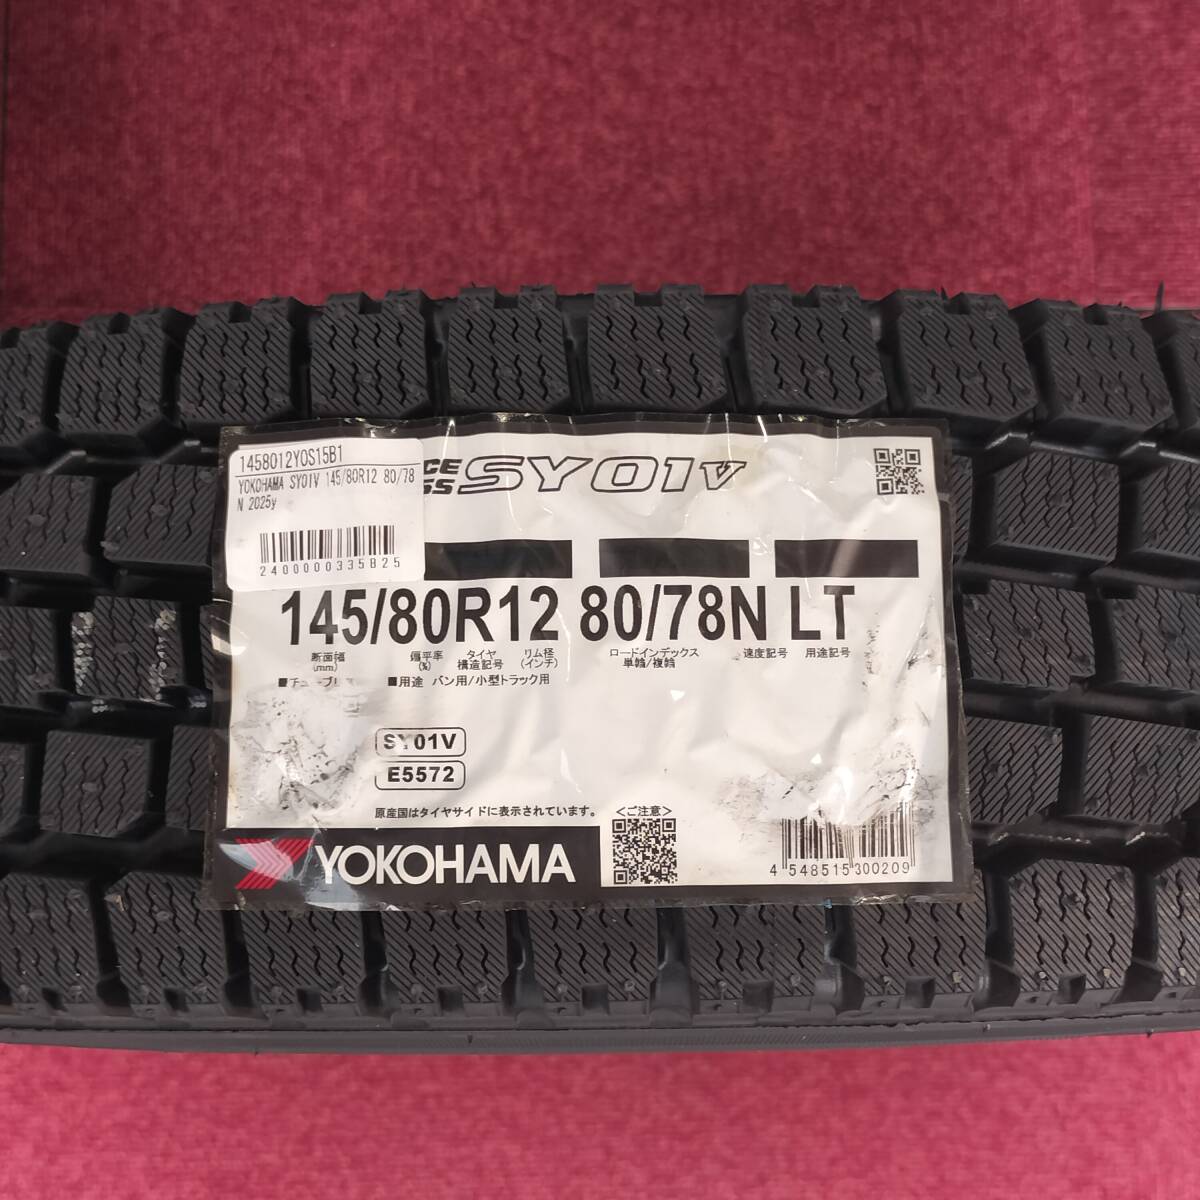 1458012YOS15B1
YOKOHAMA SY01V 145/80R12 80/78
N 2025y
2400000335825
CE
SS SY01V
145/80R12 80/78N LT
断面幅 偏平率 タイヤ リム径 ロードインデックス 速度記号 用途記号
(mm) (%) 構造記号 (インチ) 単輪/複輪
■用途 バン用/小型トラック用
SY01V
E5572
原産国はタイヤサイドに表示されています。
<ご注意>
YOKOHAMA
4 548515 300209